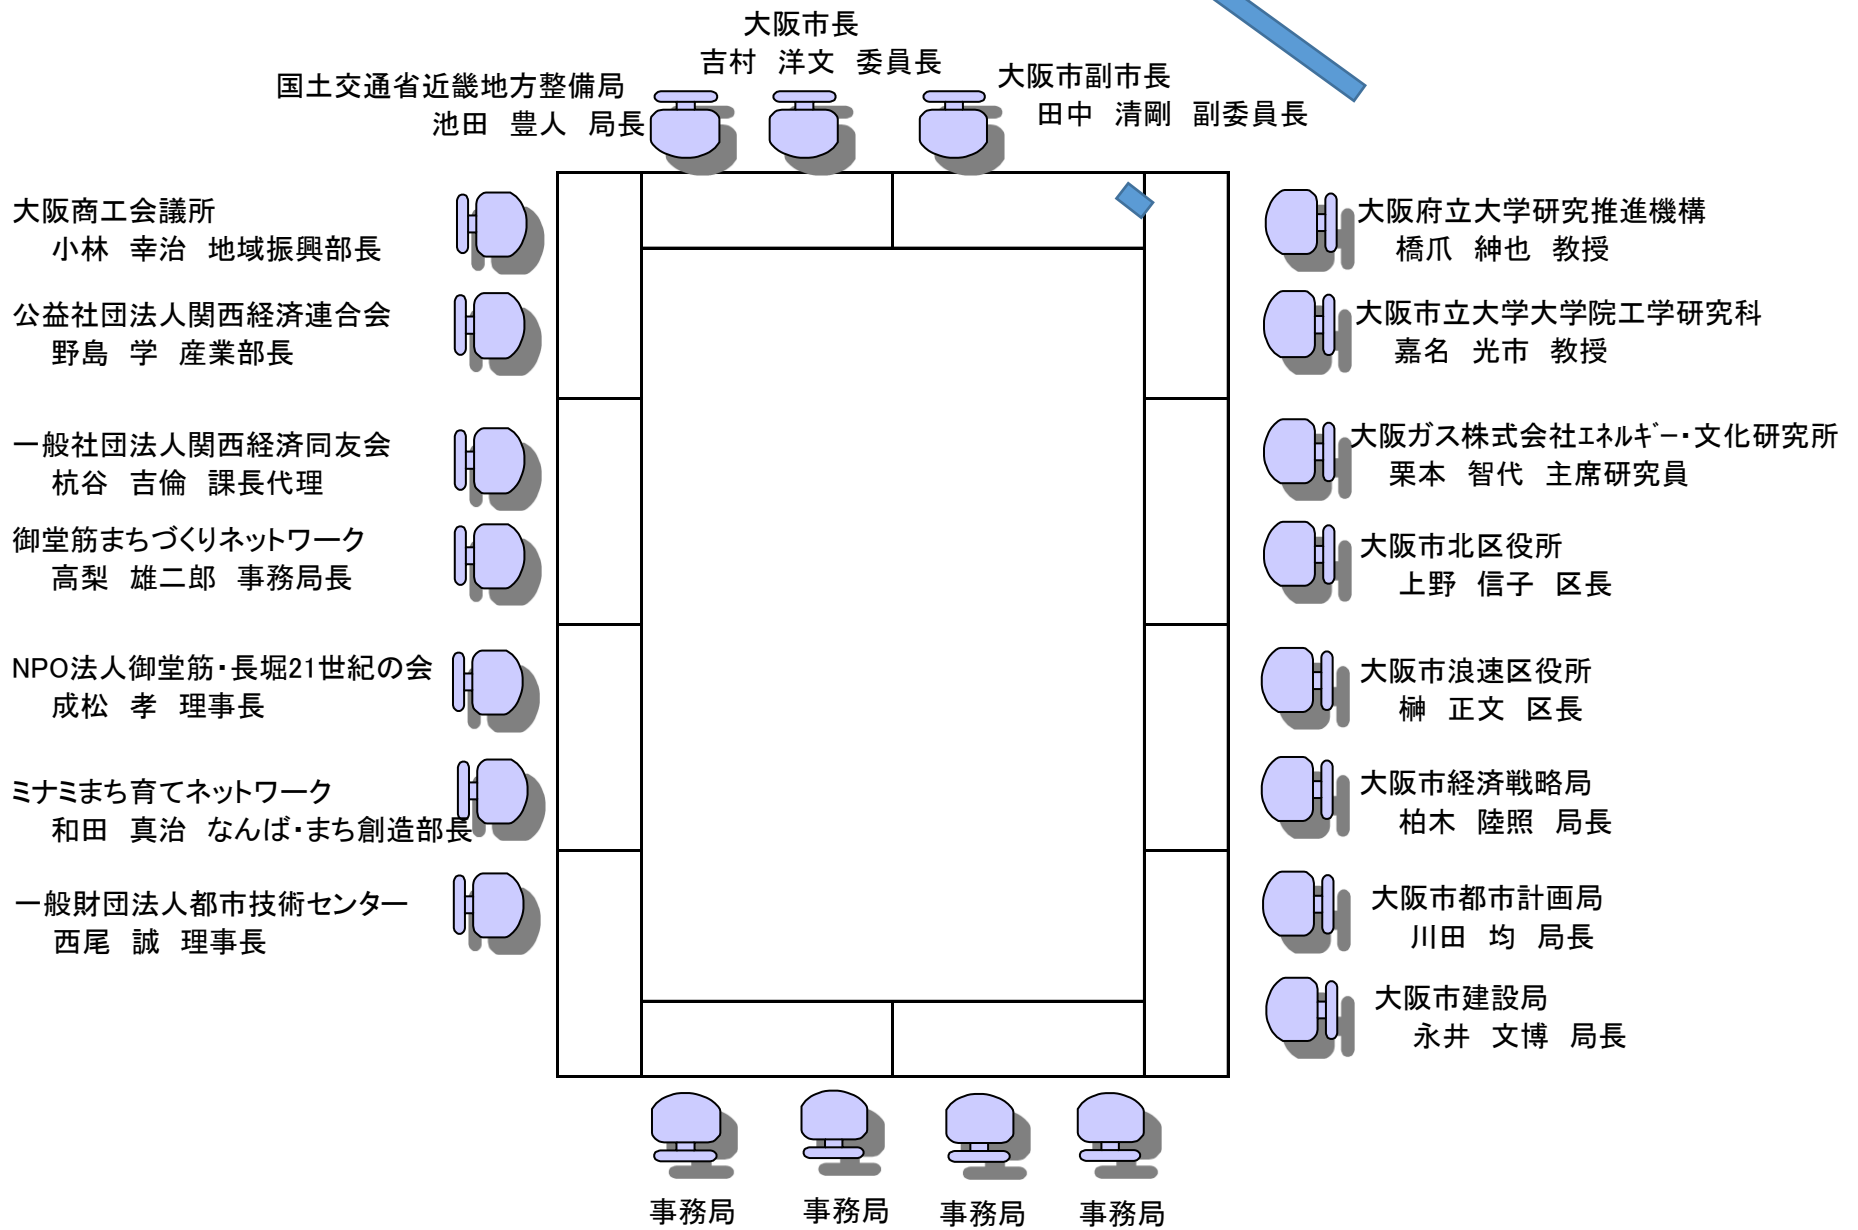 大阪市長
吉村　洋文　委員長
国土交通省近畿地方整備局
池田　豊人　局長
大阪市副市長
田中　清剛　副委員長
大阪商工会議所
小林　幸治　地域振興部長
公益社団法人関西経済連合会
野島　学　産業部長
一般社団法人関西経済同友会
杭谷　吉倫　課長代理
御堂筋まちづくりネットワーク
高梨　雄二郎　事務局長
NPO法人御堂筋・長堀21世紀の会
成松　孝　理事長
ミナミまち育てネットワーク
和田　真治　なんば・まち創造部長
一般財団法人都市技術センター
西尾　誠　理事長
大阪府立大学研究推進機構
橋爪　紳也　教授
大阪市立大学大学院工学研究科
嘉名　光市　教授
大阪ガス株式会社ｴﾈﾙｷﾞｰ・文化研究所
栗本　智代　主席研究員
大阪市北区役所
上野　信子　区長
大阪市浪速区役所
榊　正文　区長
大阪市経済戦略局
柏木　陸照　局長
大阪市都市計画局
川田　均　局長
大阪市建設局
永井　文博　局長
事務局
事務局
事務局
事務局